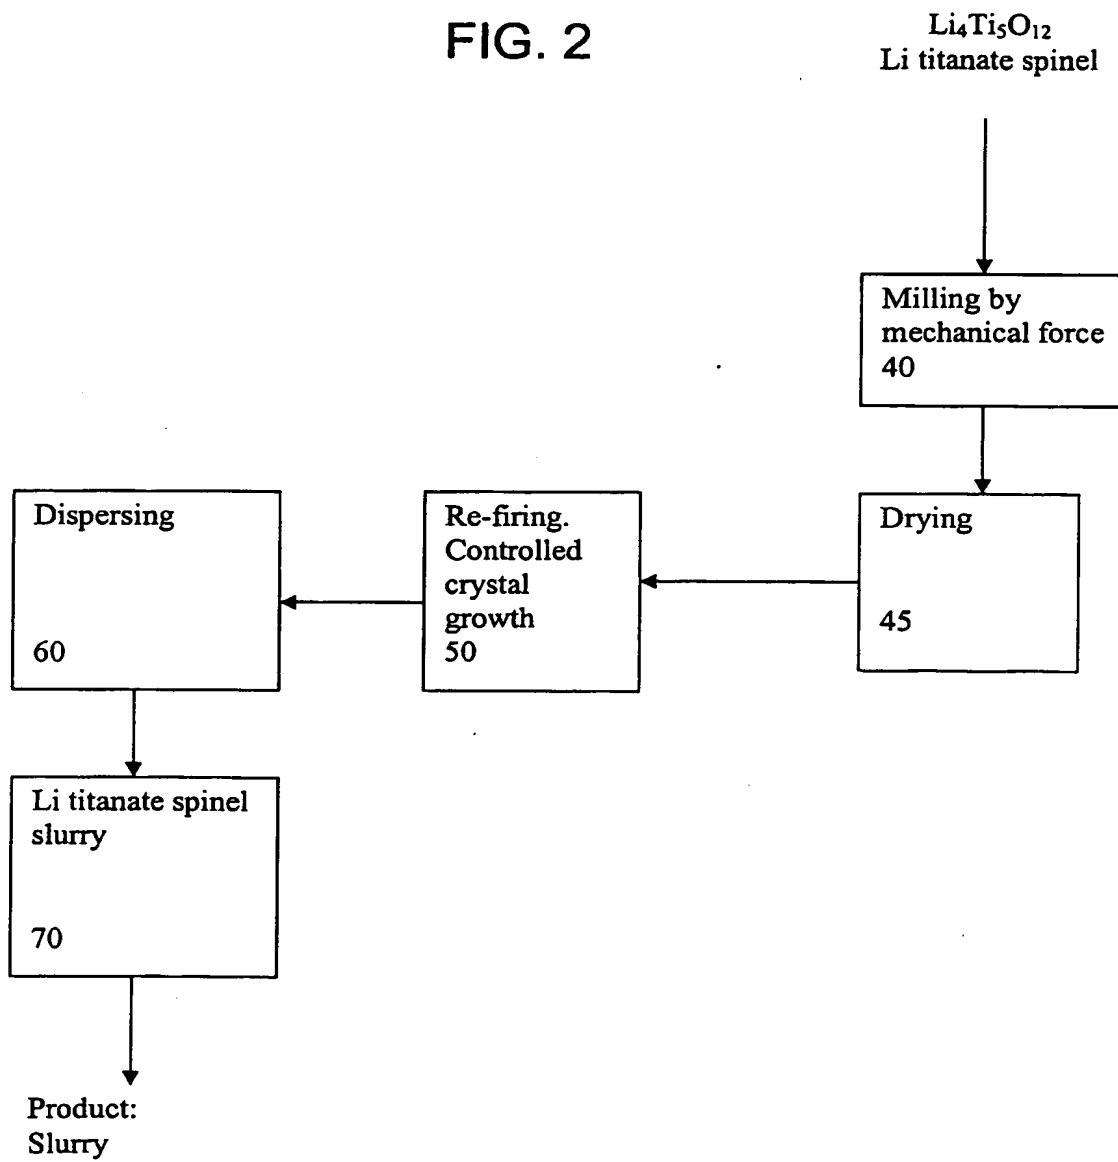 FIG. 2
Li₄Ti₅O₁₂
Li titanate spinel
Milling by
mechanical force
40
Drying
45
Re-firing.
Controlled
crystal
growth
50
Dispersing
60
Li titanate spinel
slurry
70
Product:
Slurry